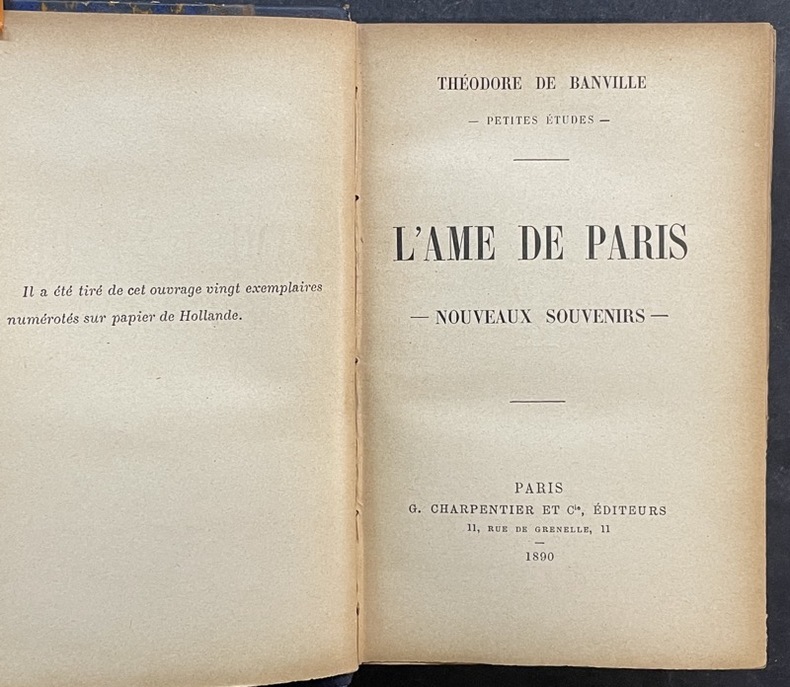 Il a été tiré de cet ouvrage vingt exemplaires
numérotés sur papier de Hollande.
THÉODORE DE BANVILLE
— PETITES ÉTUDES —
L'AME DE PARIS
— NOUVEAUX SOUVENIRS —
PARIS
G. CHARPENTIER ET Cie, ÉDITEURS
11, RUE DE GRENELLE, 11
1890